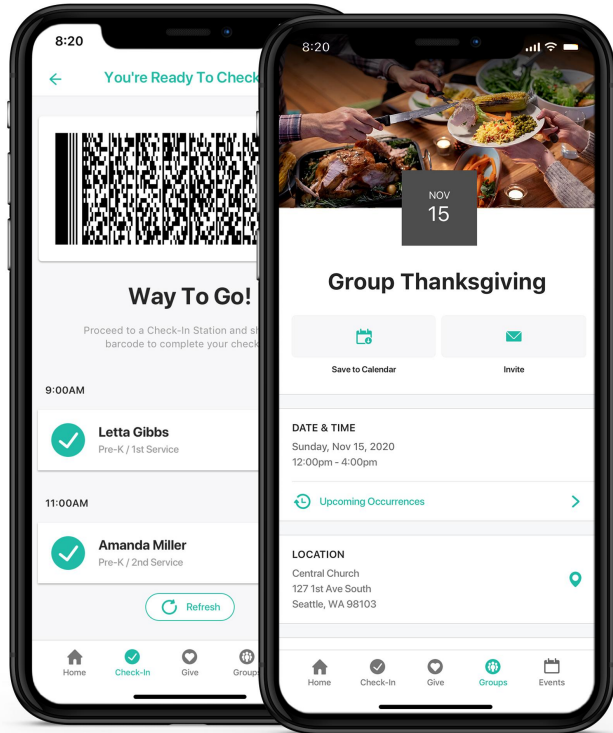 8:20
You're Ready To Check
Way To Go!
Proceed to a Check-In Station and
barcode to complete your check
9:00AM
Letta Gibbs
Pre-K / 1st Service
11:00AM
Amanda Miller
Pre-K / 2nd Service
Refresh
Home
Check-In
Give
8:20
NOV
15
Group Thanksgiving
Save to Calendar
Invite
DATE & TIME
Sunday, Nov 15, 2020
12:00pm - 4:00pm
Upcoming Occurrences
LOCATION
Central Church
127 1st Ave South
Seattle, WA 98103
Home
Check-In
Give
Groups
Events